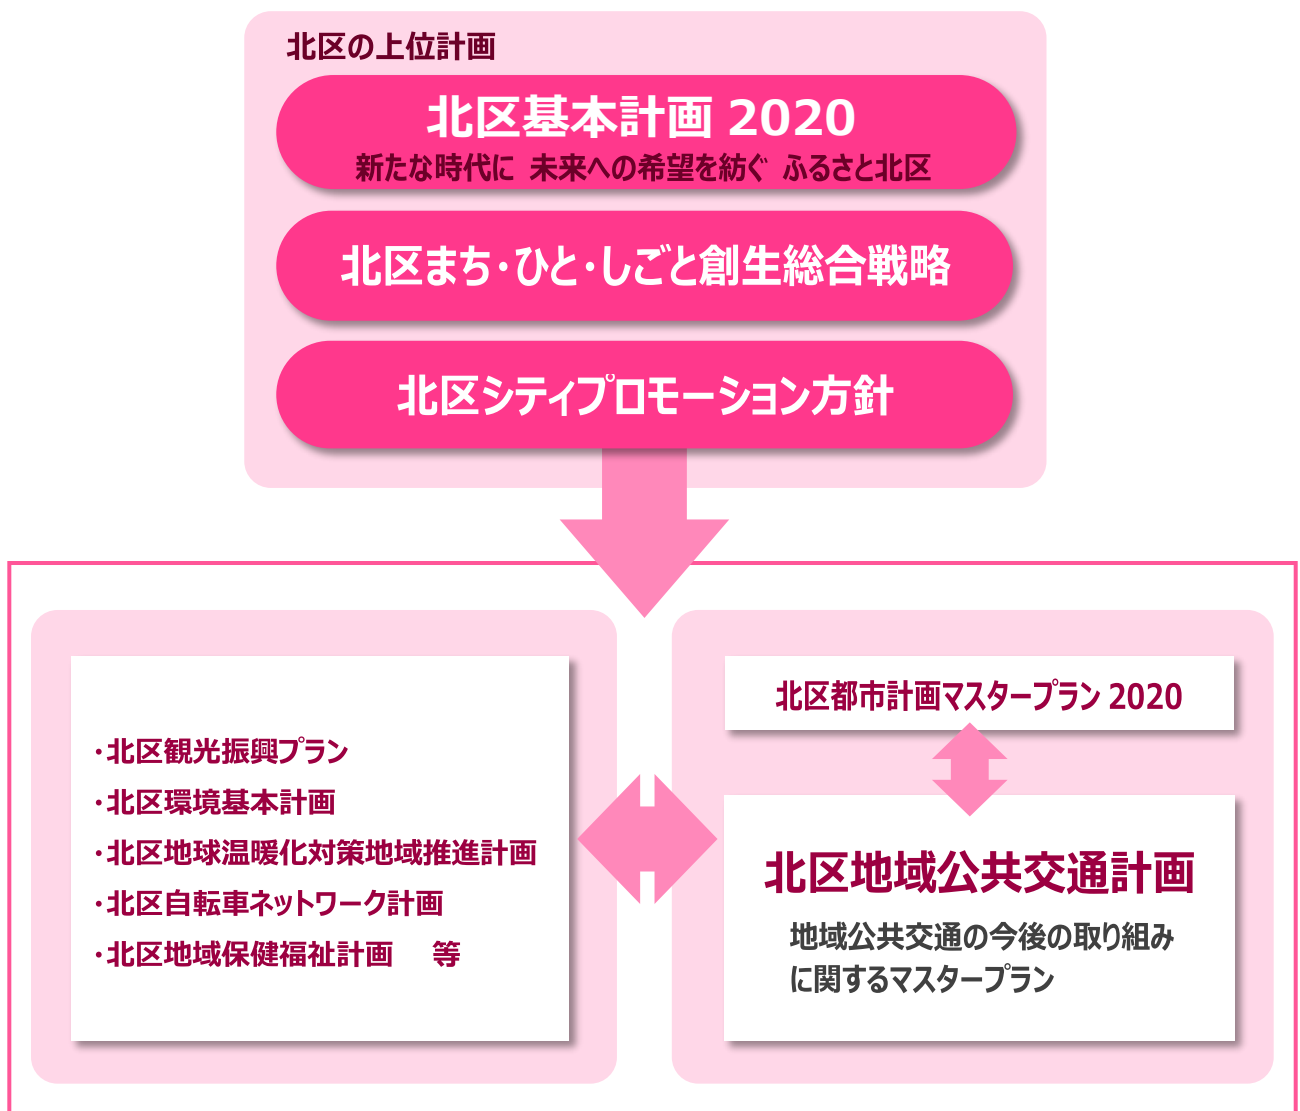 北区の上位計画
北区基本計画 2020
新たな時代に 未来への希望を紡ぐ ふるさと北区
北区まち・ひと・しごと創生総合戦略
北区シティプロモーション方針
・北区観光振興プラン
・北区環境基本計画
・北区地球温暖化対策地域推進計画
・北区自転車ネットワーク計画
・北区地域保健福祉計画 等
北区都市計画マスタープラン 2020
北区地域公共交通計画
地域公共交通の今後の取り組み
に関するマスタープラン